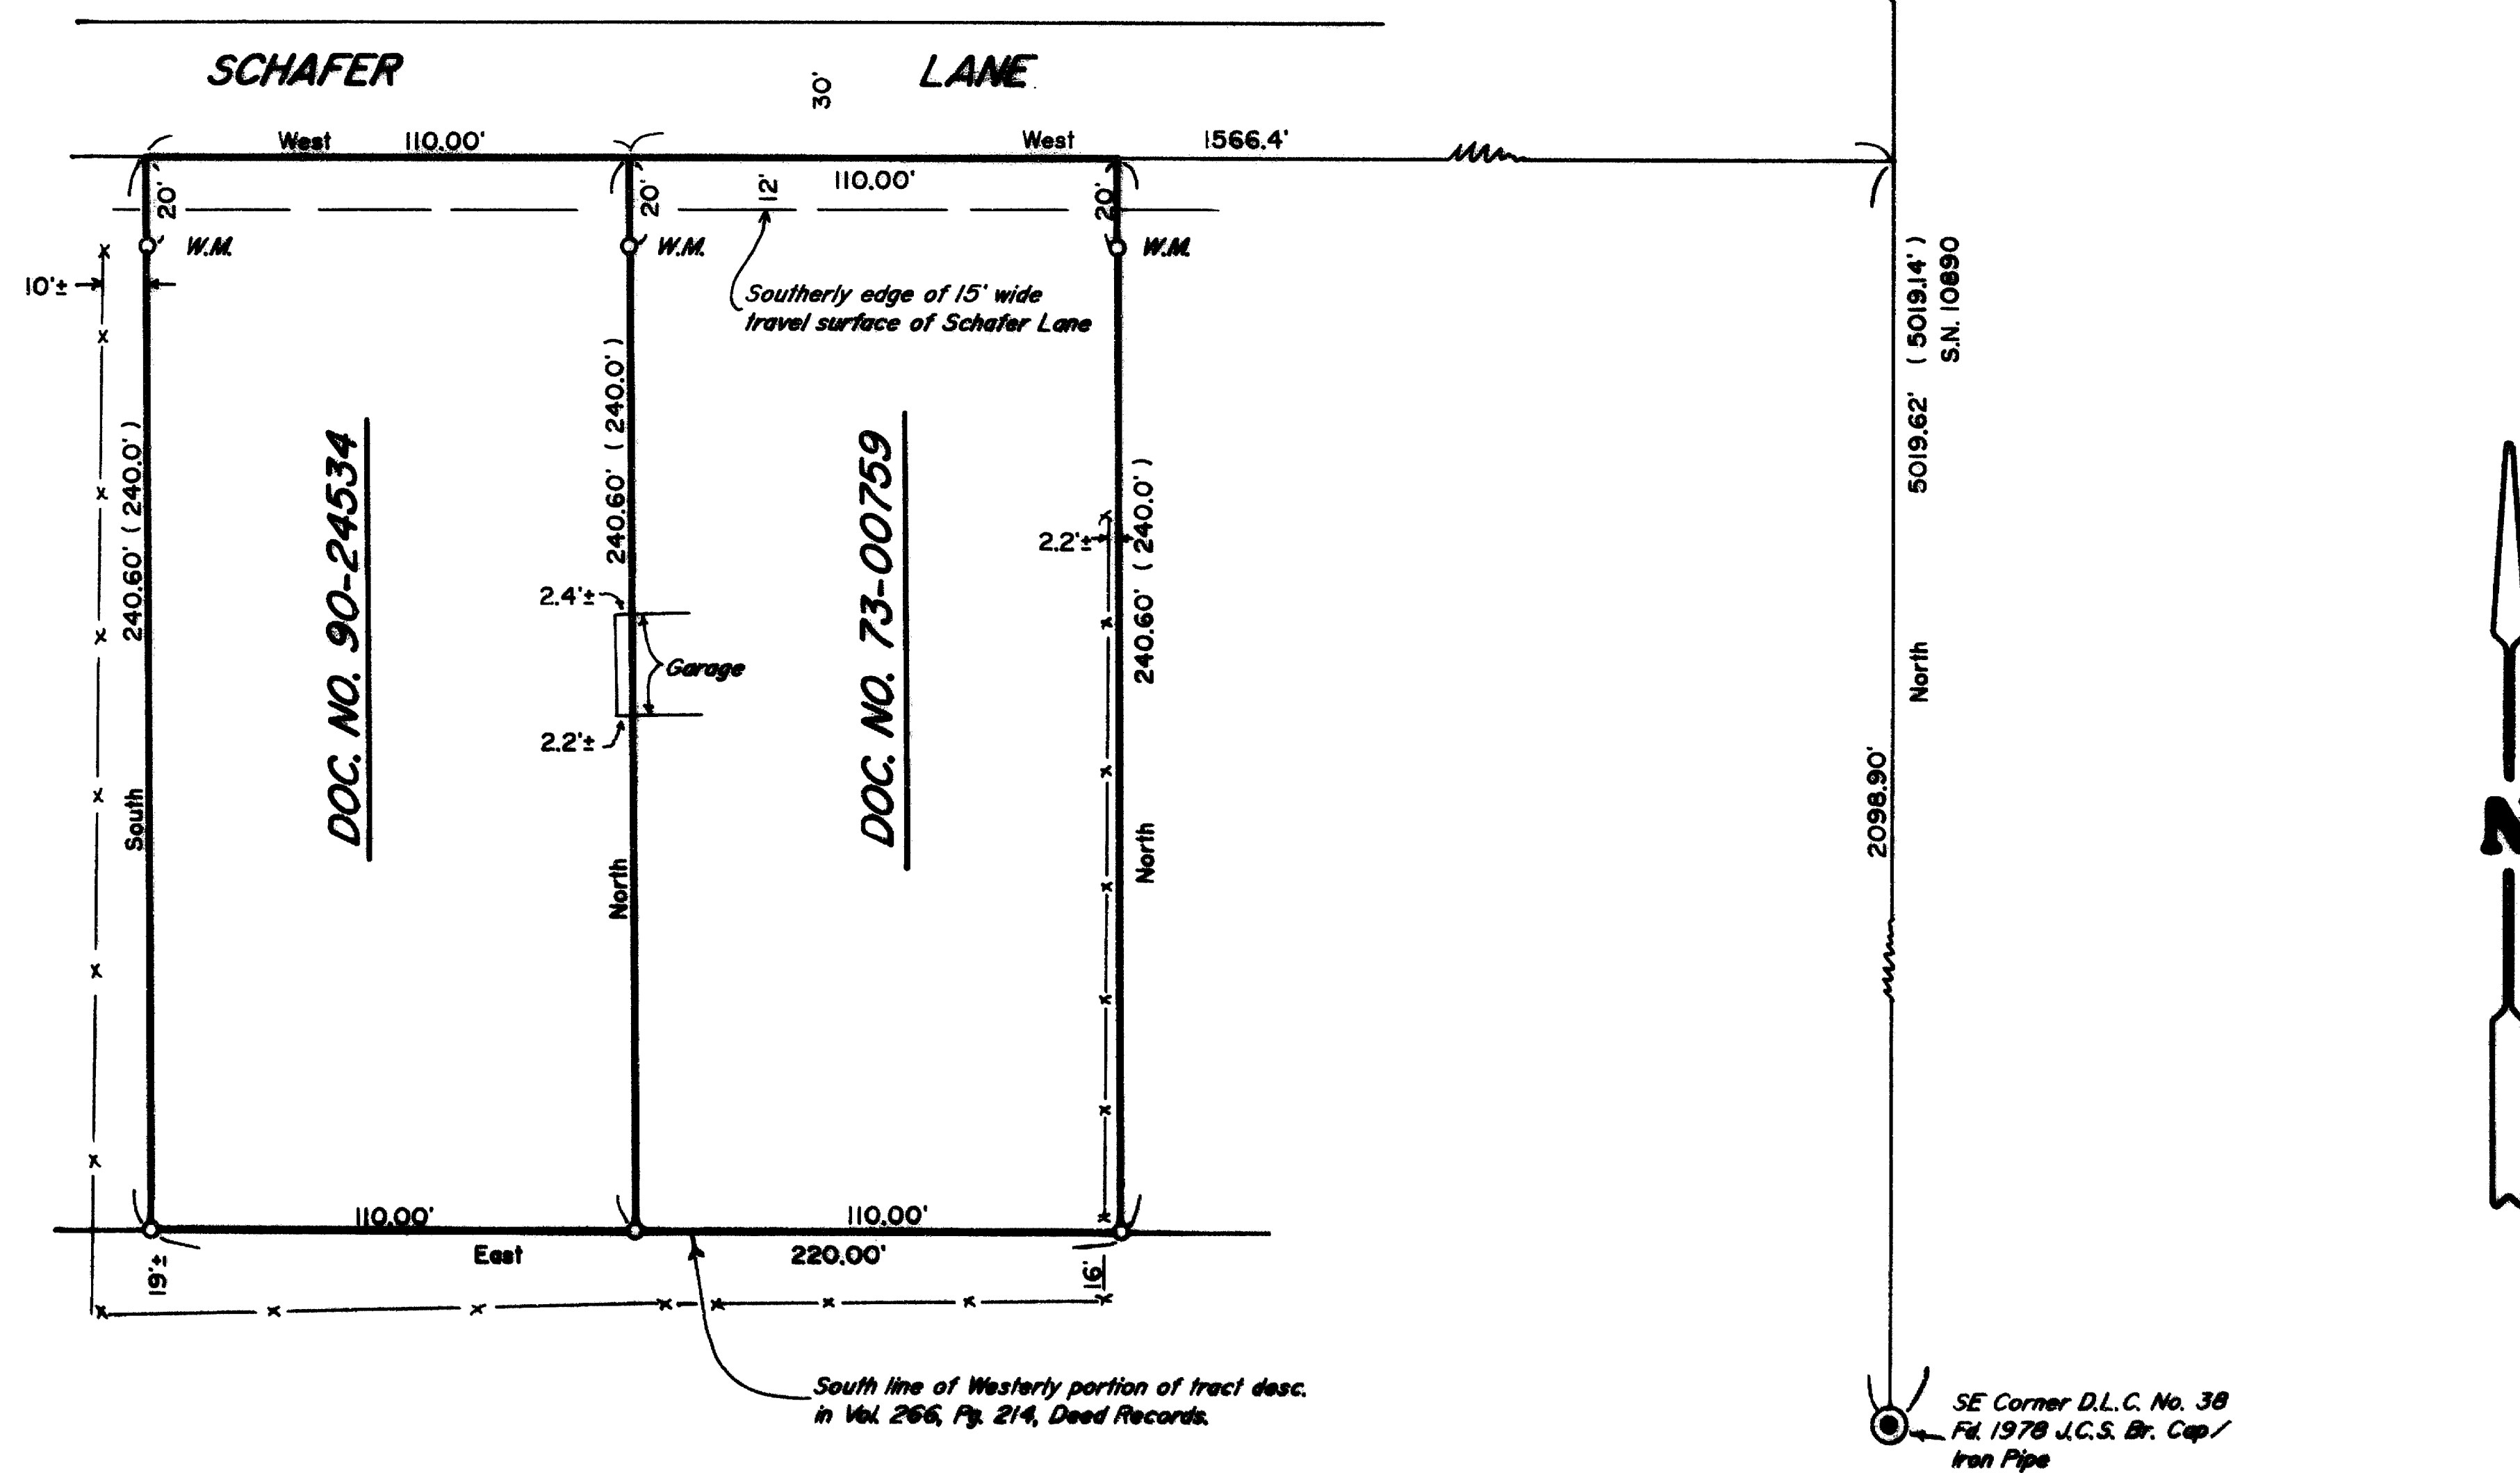 SCHAFER LANE
30'
West 110.00' West 1566.4'
110.00'
20' 20' 12' 20'
W.M. W.M. W.M.
10'±
Southerly edge of 15' wide
travel surface of Schafer Lane
240.60' ( 240.0' )
South
DOC. NO. 90-24534
240.60' ( 240.0' )
North
2.4'±
Garage
2.2'±
DOC. NO. 73-00759
2.2'±
240.60' ( 240.0' )
North
5019.62' ( 5019.14' )
S.N. 10890
North
2098.90'
N
110.00' 110.00'
East 220.00'
19'± 16'
South line of Westerly portion of tract desc.
in Vol. 266, Pg. 214, Deed Records.
SE Corner D.L.C. No. 38
Fd. 1978 J.C.S. Br. Cap/
Iron Pipe